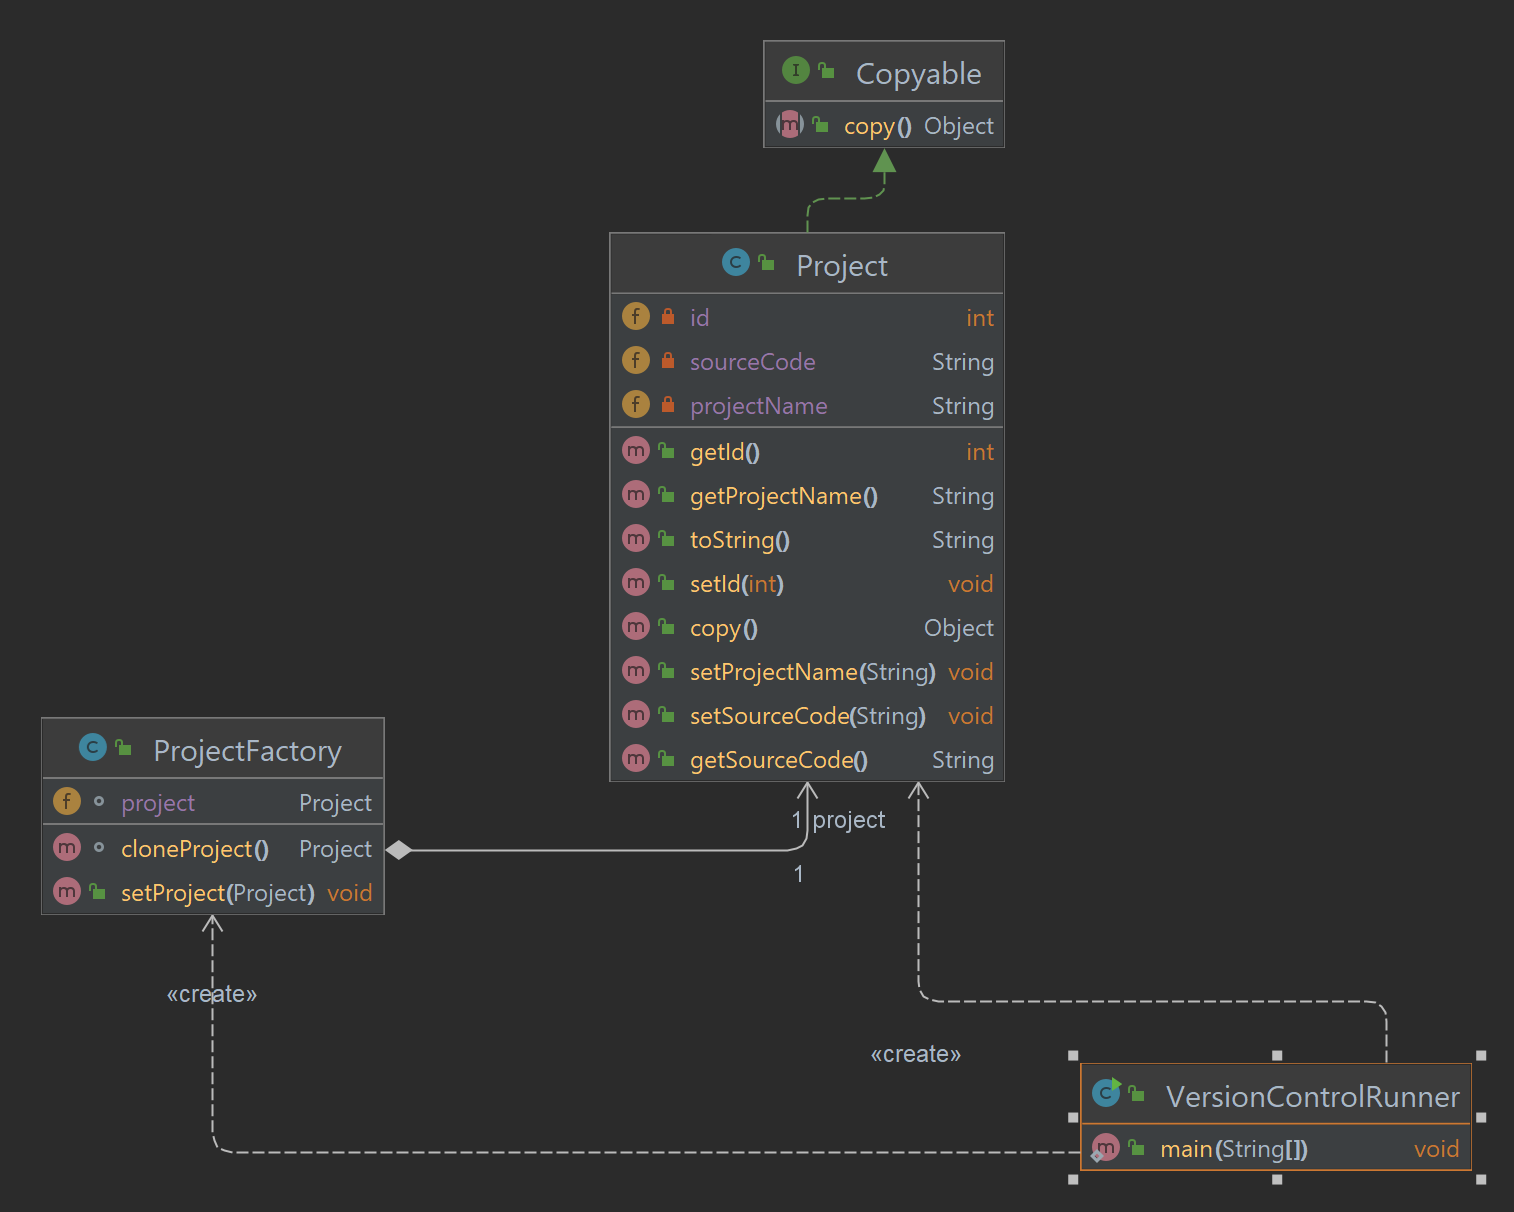 I Copyable
m copy() Object
C Project
f id int
f sourceCode String
f projectName String
m getId() int
m getProjectName() String
m toString() String
m setId(int) void
m copy() Object
m setProjectName(String) void
m setSourceCode(String) void
m getSourceCode() String
C ProjectFactory
f project Project
m cloneProject() Project
m setProject(Project) void
1 project
1
«create»
«create»
C VersionControlRunner
m main(String[]) void